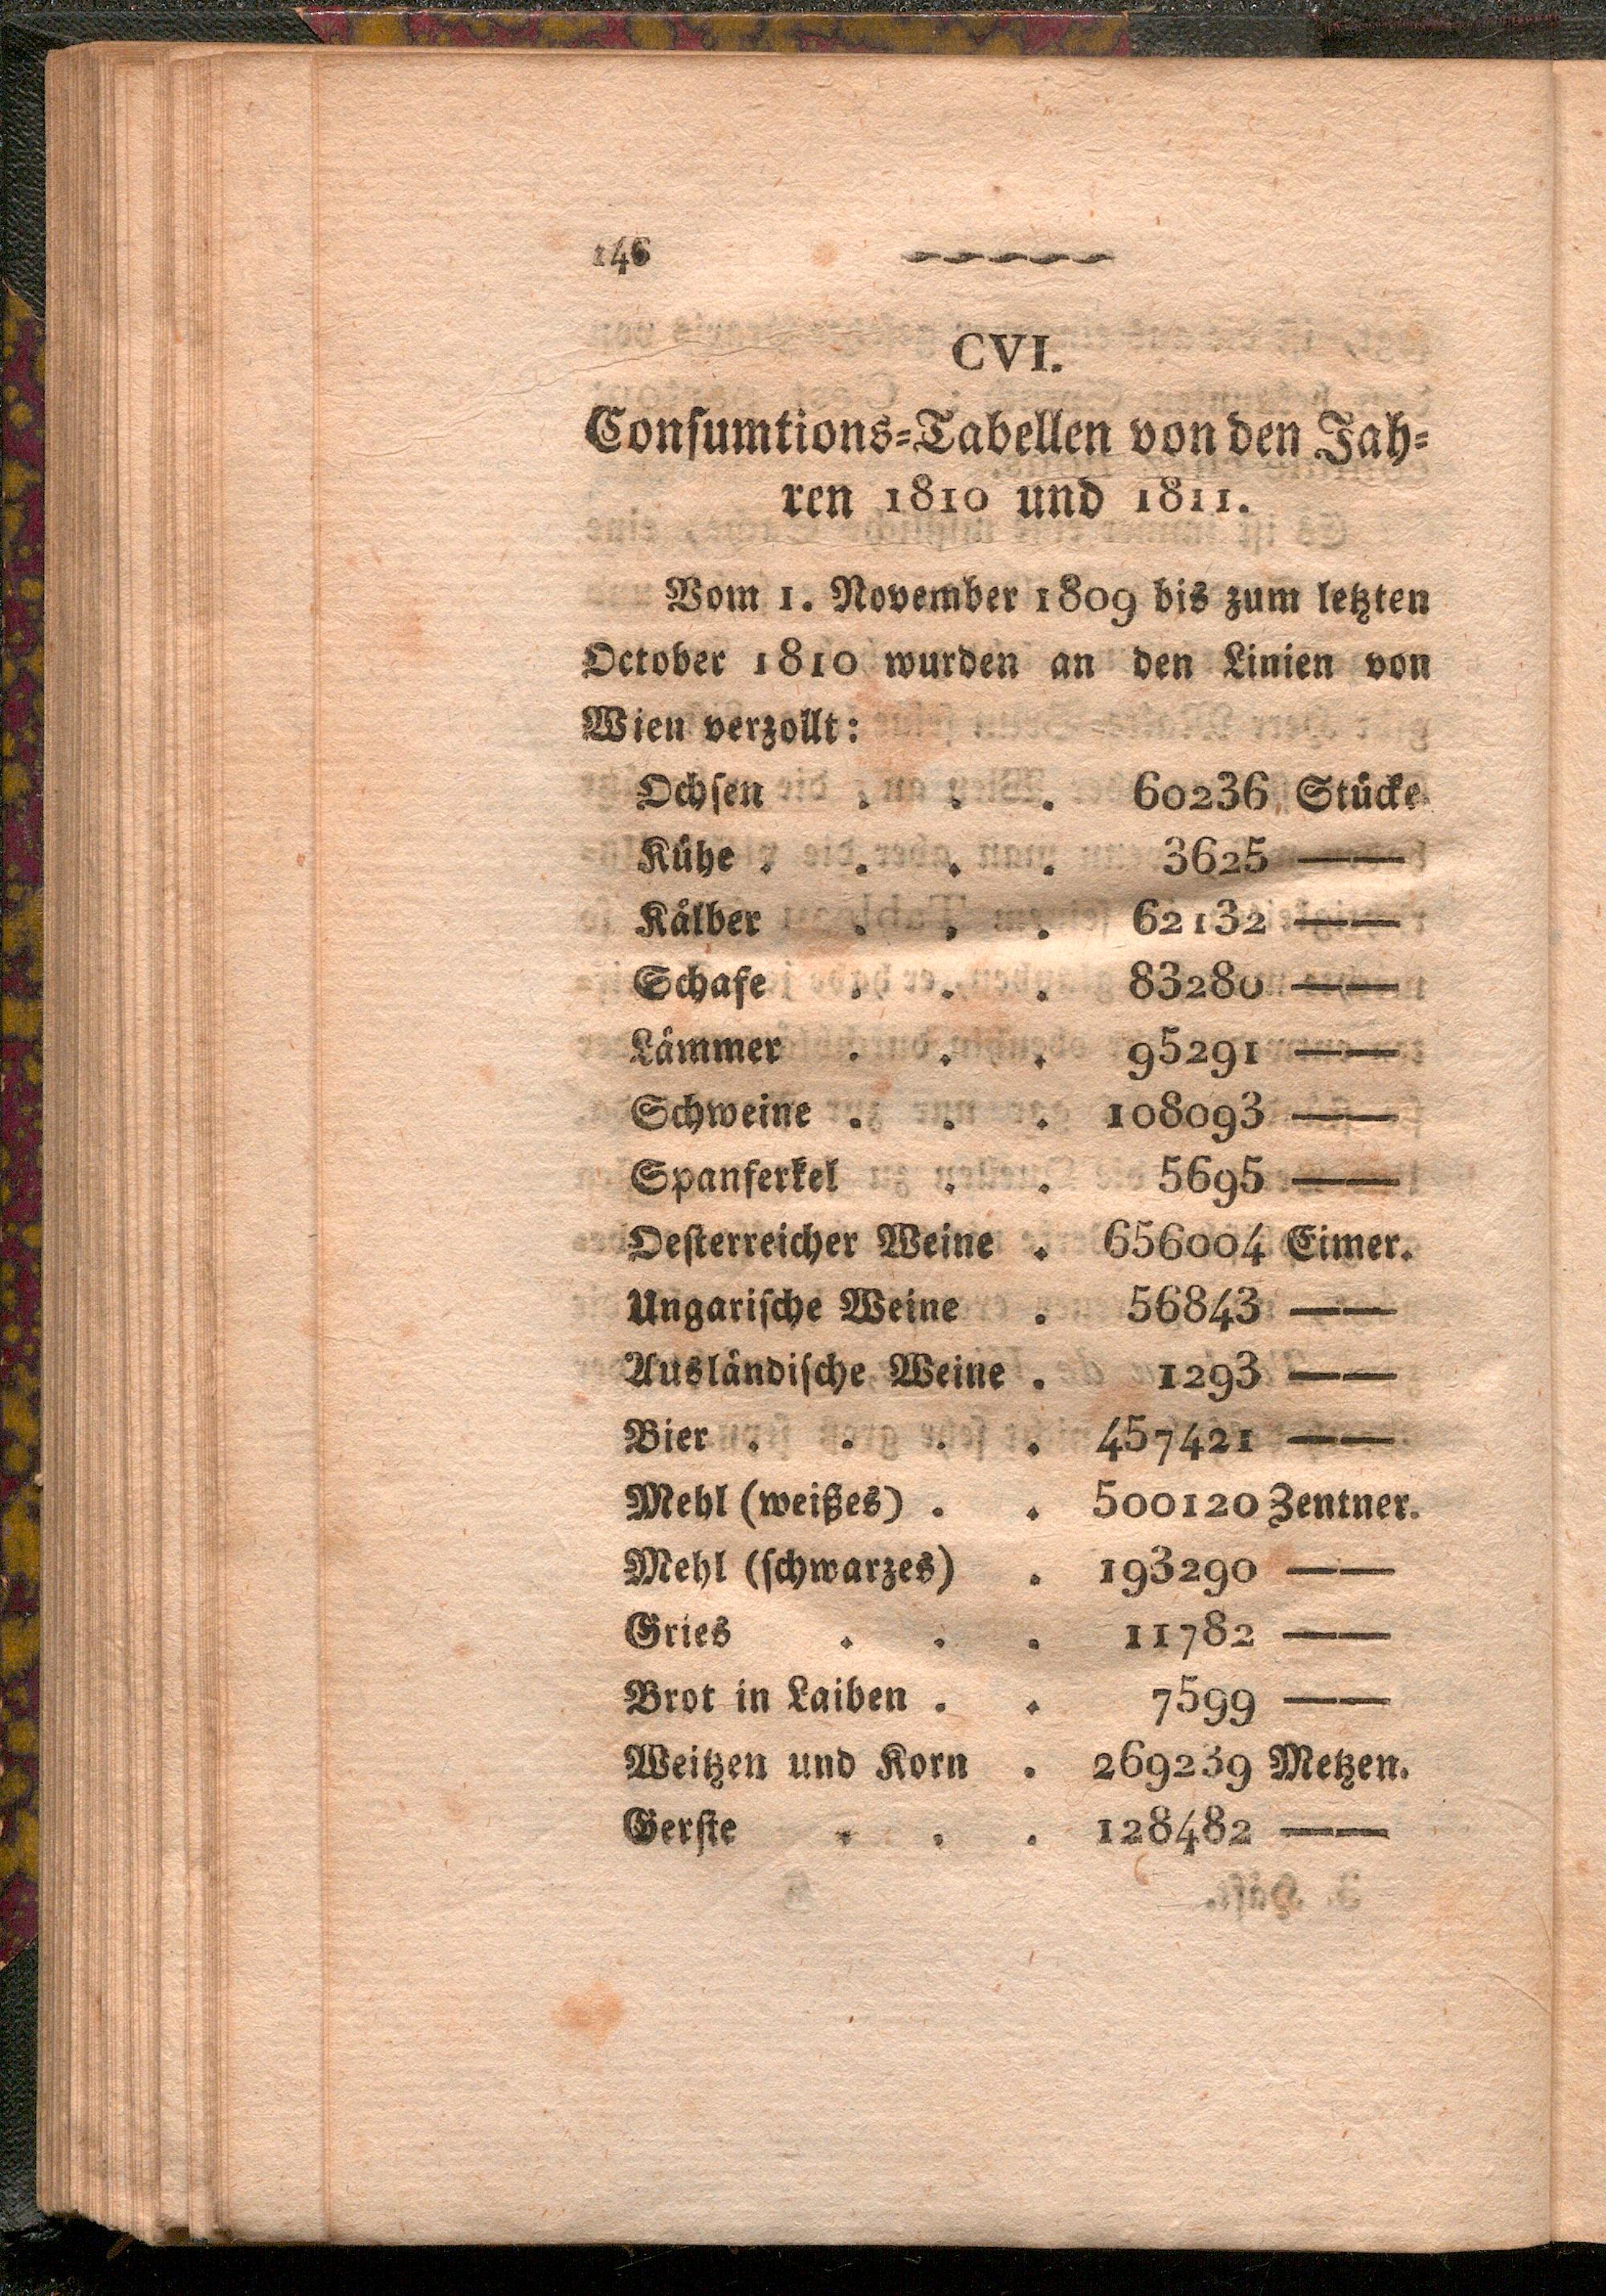 146
CVI.
Conſumtions-Tabellen von den Jah-
ren 1810 und 1811.
Vom 1. November 1809 bis zum letzten
October 1810 wurden an den Linien von
Wien verzollt:
Ochſen . . . 60236 Stücke
Kühe . . . . 3625 ——
Kälber . . . 62132 ——
Schafe . . . 83280 ——
Lämmer . . . 95291 ——
Schweine . . . 108093 ——
Spanferkel . . 5695 ——
Oeſterreicher Weine . 656004 Eimer.
Ungariſche Weine . 56843 ——
Ausländiſche Weine . 1293 ——
Bier . . . . 457421 ——
Mehl (weißes) . . 500120 Zentner.
Mehl (ſchwarzes) . 193290 ——
Gries . . . 11782 ——
Brot in Laiben . . 7599 ——
Weitzen und Korn . 269239 Metzen.
Gerſte . . . 128482 ——